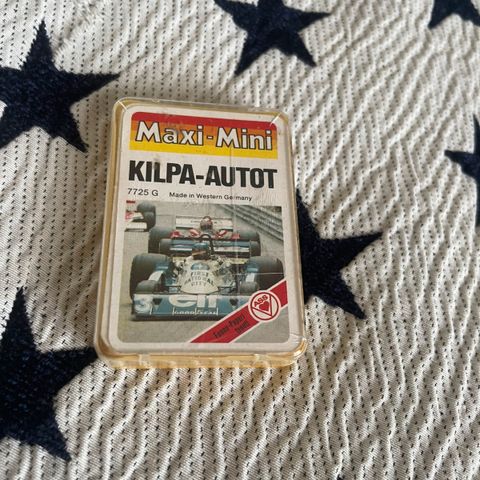 Maxi-Mini
KILPA-AUTOT
7725 G Made in Western Germany
elf
ASS